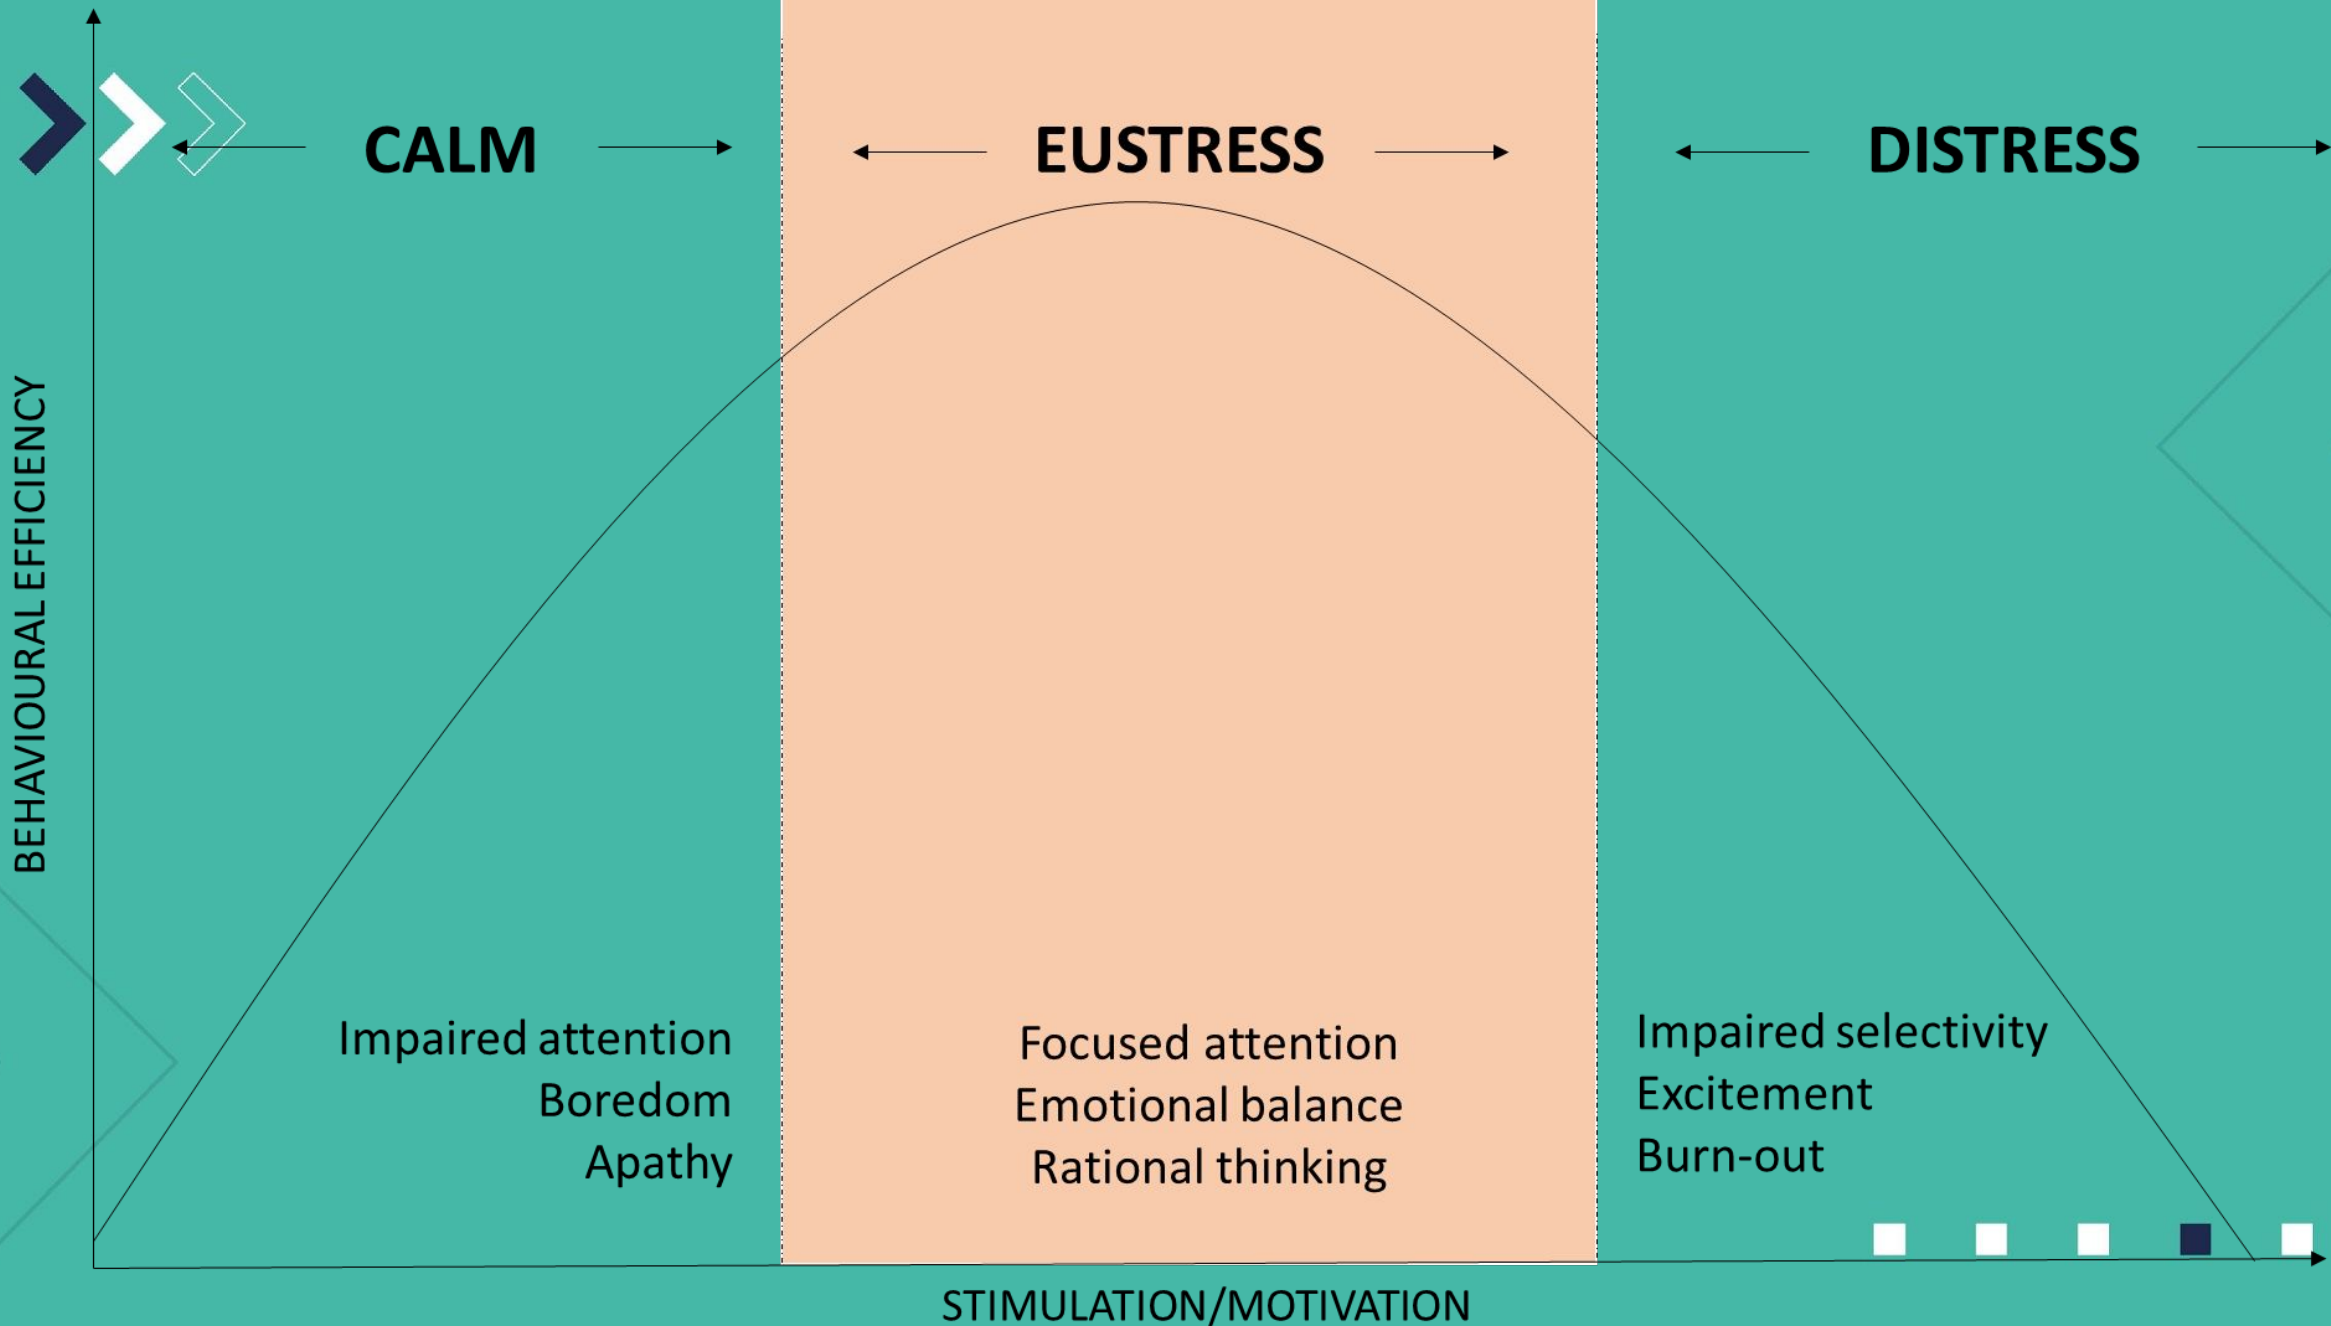 CALM
EUSTRESS
DISTRESS
BEHAVIOURAL EFFICIENCY
Impaired attention
Boredom
Apathy
Focused attention
Emotional balance
Rational thinking
Impaired selectivity
Excitement
Burn-out
STIMULATION/MOTIVATION